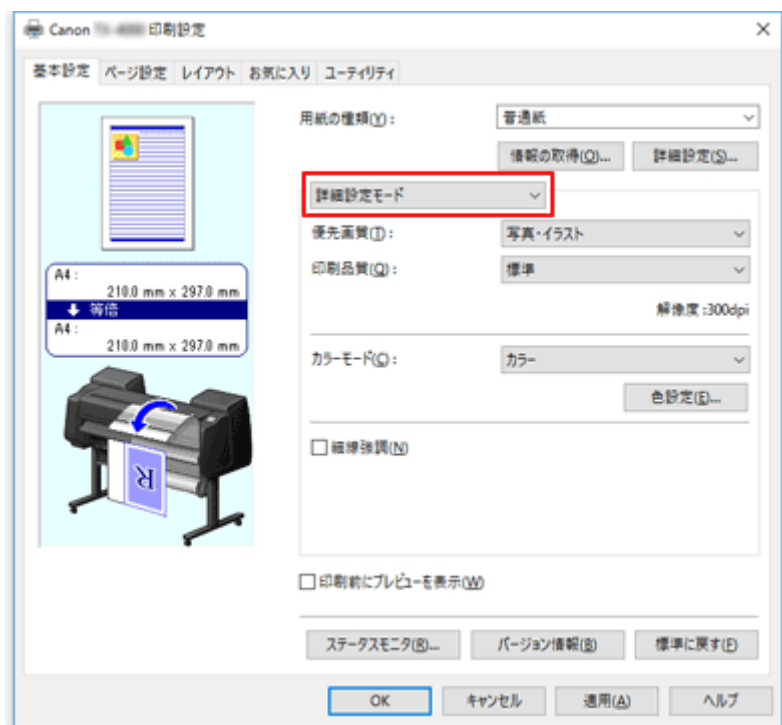 Canon 印刷設定
基本設定 ページ設定 レイアウト お気に入り ユーティリティ
用紙の種類(Y): 普通紙
情報の取得(O)... 詳細設定(S)...
詳細設定モード
優先画質(T): 写真・イラスト
印刷品質(Q): 標準
解像度 :300dpi
カラーモード(C): カラー
色設定(E)...
細線強調(N)
A4 :
210.0 mm x 297.0 mm
等倍
A4 :
210.0 mm x 297.0 mm
R
印刷前にプレビューを表示(W)
ステータスモニタ(R)... バージョン情報(B) 標準に戻す(F)
OK キャンセル 適用(A) ヘルプ